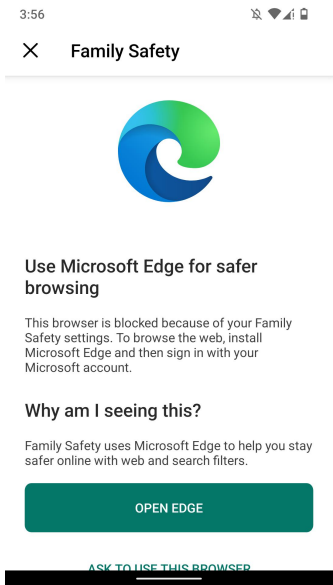 3:56
Family Safety
Use Microsoft Edge for safer
browsing
This browser is blocked because of your Family
Safety settings. To browse the web, install
Microsoft Edge and then sign in with your
Microsoft account.
Why am I seeing this?
Family Safety uses Microsoft Edge to help you stay
safer online with web and search filters.
OPEN EDGE
ASK TO USE THIS BROWSER